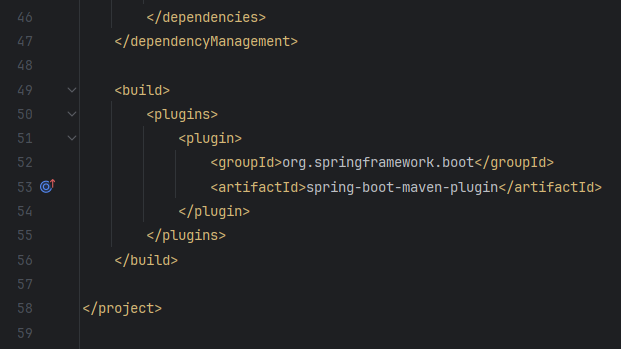 46 </dependencies>
47 </dependencyManagement>
48
49 <build>
50 <plugins>
51 <plugin>
52 <groupId>org.springframework.boot</groupId>
53 <artifactId>spring-boot-maven-plugin</artifactId>
54 </plugin>
55 </plugins>
56 </build>
57
58 </project>
59